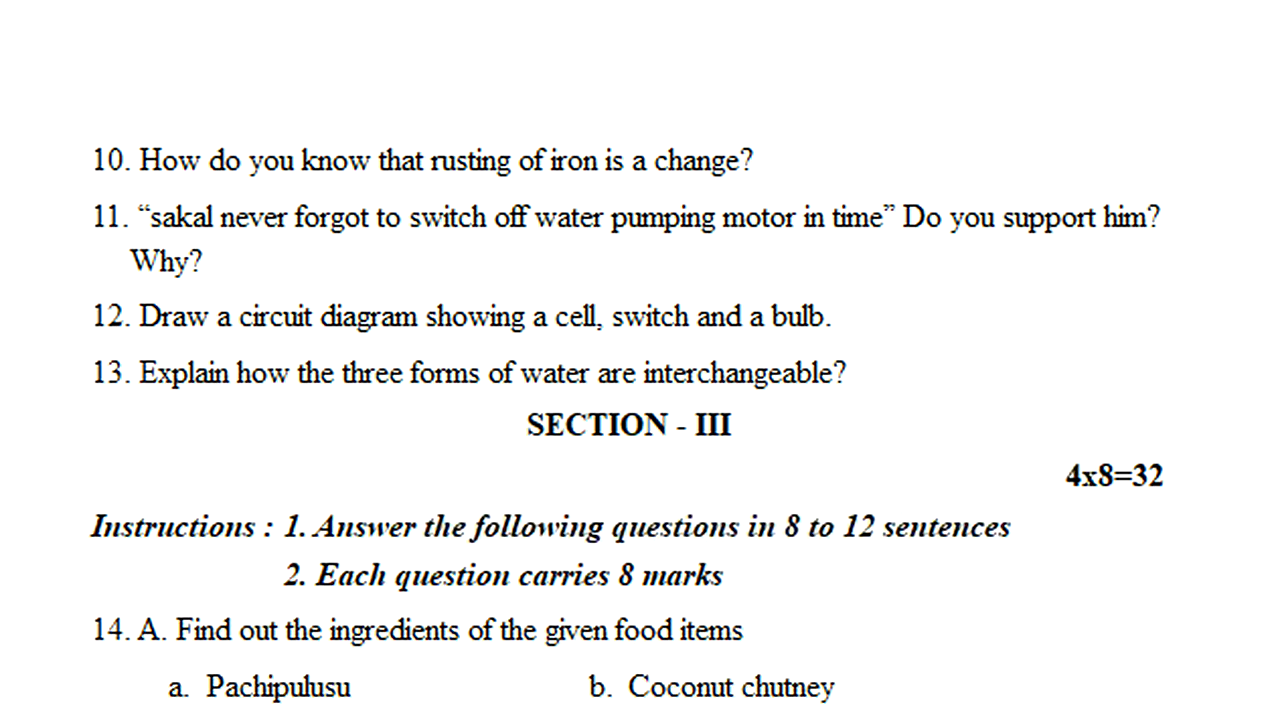 10. How do you know that rusting of iron is a change?
11. “sakal never forgot to switch off water pumping motor in time” Do you support him?
Why?
12. Draw a circuit diagram showing a cell, switch and a bulb.
13. Explain how the three forms of water are interchangeable?
SECTION - III
4x8=32
Instructions : 1. Answer the following questions in 8 to 12 sentences
2. Each question carries 8 marks
14. A. Find out the ingredients of the given food items
a. Pachipulusu b. Coconut chutney